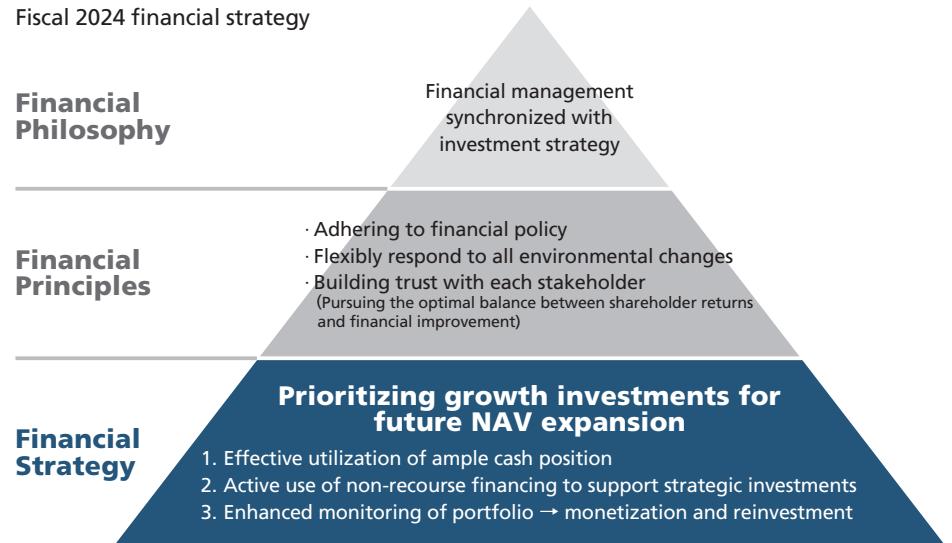 Fiscal 2024 financial strategy
Financial
Philosophy
Financial management
synchronized with
investment strategy
Financial
Principles
· Adhering to financial policy
· Flexibly respond to all environmental changes
· Building trust with each stakeholder
(Pursuing the optimal balance between shareholder returns
and financial improvement)
Financial
Strategy
Prioritizing growth investments for
future NAV expansion
1. Effective utilization of ample cash position
2. Active use of non-recourse financing to support strategic investments
3. Enhanced monitoring of portfolio → monetization and reinvestment